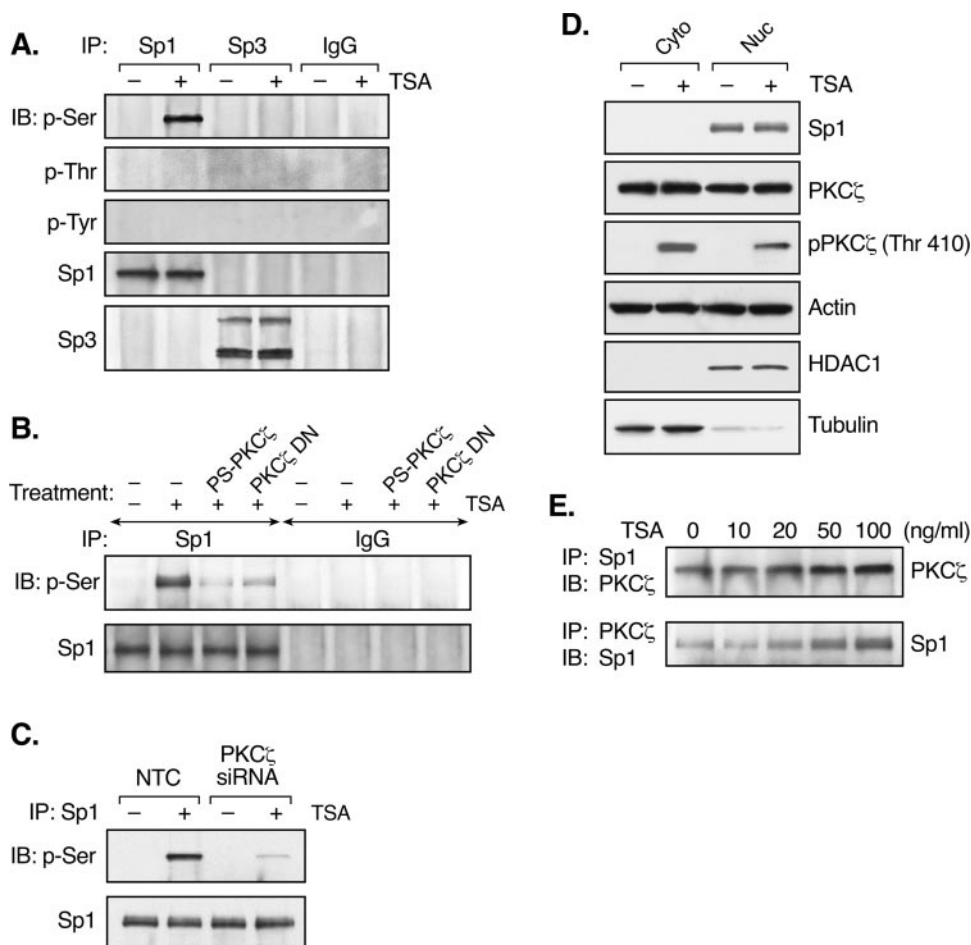 A.
IP: Sp1 Sp3 IgG
– + – + – + TSA
IB: p-Ser
p-Thr
p-Tyr
Sp1
Sp3
B.
PS-PKCζ PKCζ DN PS-PKCζ PKCζ DN
Treatment: – – – –
– + + + – + + + TSA
IP: Sp1 IgG
IB: p-Ser
Sp1
C.
NTC PKCζ siRNA
IP: Sp1 – + – + TSA
IB: p-Ser
Sp1
D.
Cyto Nuc
– + – + TSA
Sp1
PKCζ
pPKCζ (Thr 410)
Actin
HDAC1
Tubulin
E.
TSA 0 10 20 50 100 (ng/ml)
IP: Sp1
IB: PKCζ PKCζ
IP: PKCζ
IB: Sp1 Sp1